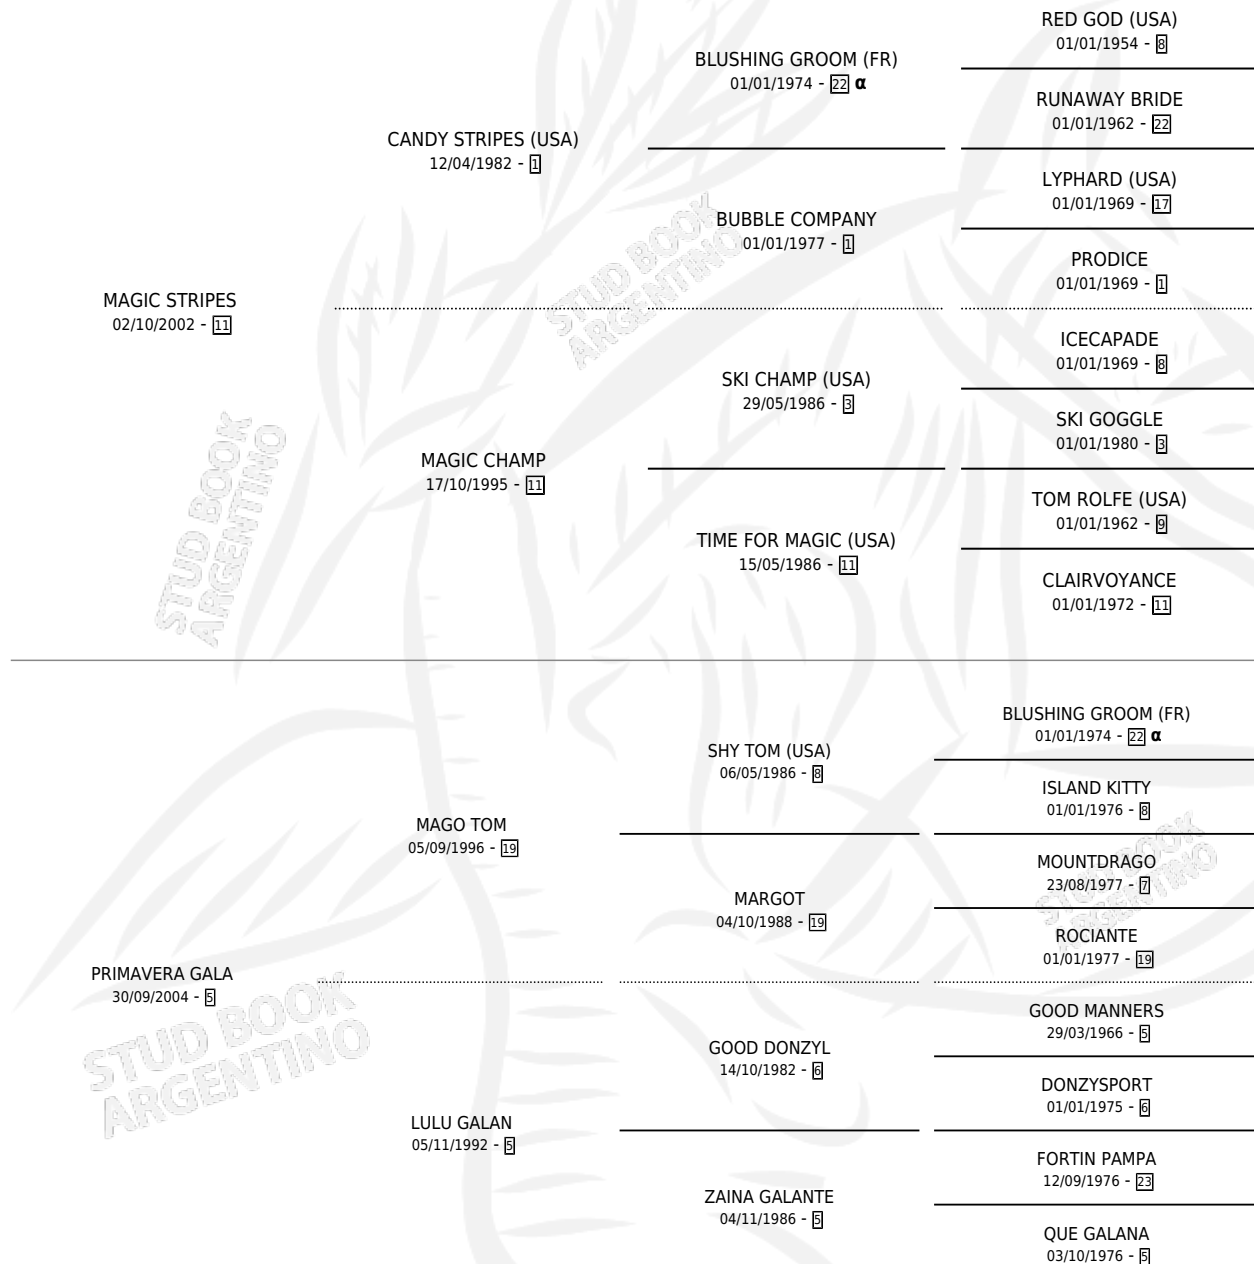 RED GOD (USA)
01/01/1954 - 8
BLUSHING GROOM (FR)
01/01/1974 - 22 α
RUNAWAY BRIDE
01/01/1962 - 22
CANDY STRIPES (USA)
12/04/1982 - 1
LYPHARD (USA)
01/01/1969 - 17
BUBBLE COMPANY
01/01/1977 - 1
PRODICE
01/01/1969 - 1
STUD BOOK
ARGENTINO
MAGIC STRIPES
02/10/2002 - 11
ICECAPADE
01/01/1969 - 8
SKI CHAMP (USA)
29/05/1986 - 3
SKI GOGGLE
01/01/1980 - 3
MAGIC CHAMP
17/10/1995 - 11
TOM ROLFE (USA)
01/01/1962 - 9
TIME FOR MAGIC (USA)
15/05/1986 - 11
CLAIRVOYANCE
01/01/1972 - 11
STUD BOOK
ARGENTINO
BLUSHING GROOM (FR)
01/01/1974 - 22 α
SHY TOM (USA)
06/05/1986 - 8
ISLAND KITTY
01/01/1976 - 8
MAGO TOM
05/09/1996 - 19
MOUNTDRAGO
23/08/1977 - 7
MARGOT
04/10/1988 - 19
ROCIANTE
01/01/1977 - 19
STUD BOOK
ARGENTINO
PRIMAVERA GALA
30/09/2004 - 5
GOOD MANNERS
29/03/1966 - 5
GOOD DONZYL
14/10/1982 - 6
DONZYSPORT
01/01/1975 - 6
STUD BOOK
ARGENTINO
LULU GALAN
05/11/1992 - 5
FORTIN PAMPA
12/09/1976 - 23
ZAINA GALANTE
04/11/1986 - 5
QUE GALANA
03/10/1976 - 5